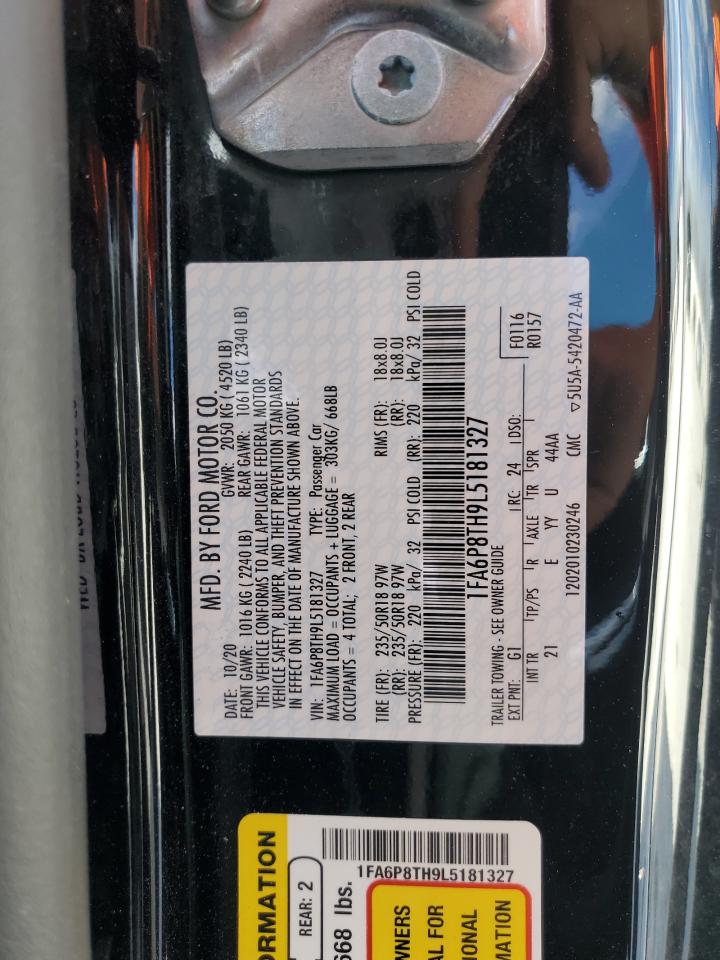 MFD. BY FORD MOTOR CO.
DATE: 10/20 GVWR: 2050 KG ( 4520 LB)
FRONT GAWR: 1016 KG ( 2240 LB) REAR GAWR: 1061 KG ( 2340 LB)
THIS VEHICLE CONFORMS TO ALL APPLICABLE FEDERAL MOTOR
VEHICLE SAFETY, BUMPER, AND THEFT PREVENTION STANDARDS
IN EFFECT ON THE DATE OF MANUFACTURE SHOWN ABOVE.
VIN: 1FA6P8TH9L5181327 TYPE: Passenger Car
MAXIMUM LOAD = OCCUPANTS + LUGGAGE = 303KG/ 668LB
OCCUPANTS = 4 TOTAL; 2 FRONT, 2 REAR
TIRE (FR): 235/50R18 97W RIMS (FR): 18x8.0J
(RR): 235/50R18 97W (RR): 18x8.0J
PRESSURE (FR): 220 kPa/ 32 PSI COLD (RR): 220 kPa/ 32 PSI COLD
1FA6P8TH9L5181327
TRAILER TOWING - SEE OWNER GUIDE
EXT PNT: G1 RC: 24 DSO: F0116
INT TR TP/PS R AXLE TR SPR R0157
21 E YY U 44AA
1202010230246 CMC ▽5U5A-5420472-AA
REAR: 2
668 lbs.
1FA6P8TH9L5181327